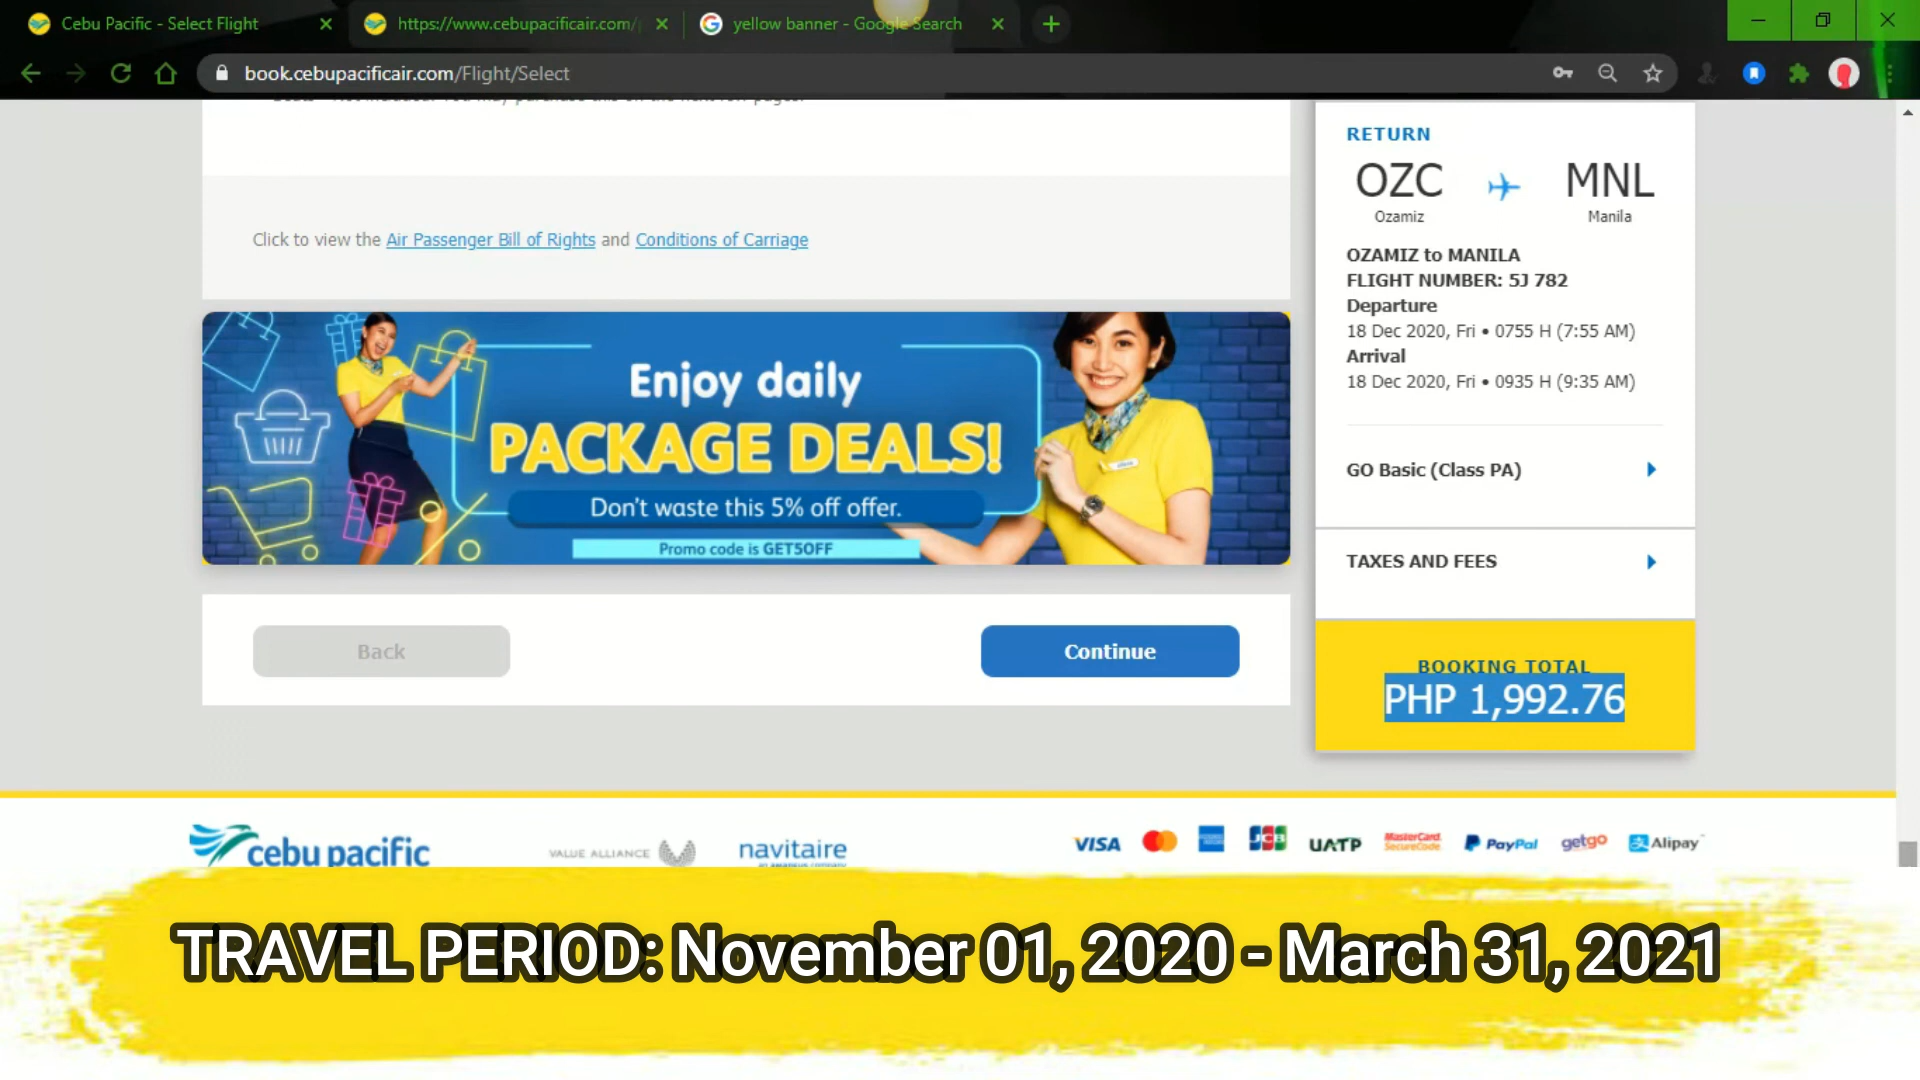 Cebu Pacific - Select Flight
https://www.cebupacificair.com/
yellow banner - Google Search
book.cebupacificair.com/Flight/Select
Click to view the Air Passenger Bill of Rights and Conditions of Carriage
Enjoy daily
PACKAGE DEALS!
Don't waste this 5% off offer.
Promo code is GET5OFF
Back
Continue
RETURN
OZC MNL
Ozamiz Manila
OZAMIZ to MANILA
FLIGHT NUMBER: 5J 782
Departure
18 Dec 2020, Fri • 0755 H (7:55 AM)
Arrival
18 Dec 2020, Fri • 0935 H (9:35 AM)
GO Basic (Class PA)
TAXES AND FEES
BOOKING TOTAL
PHP 1,992.76
cebu pacific
VALUE ALLIANCE
navitaire
VISA
JCB
UATP
MasterCard
SecureCode
PayPal
getgo
Alipay
TRAVEL PERIOD: November 01, 2020 - March 31, 2021